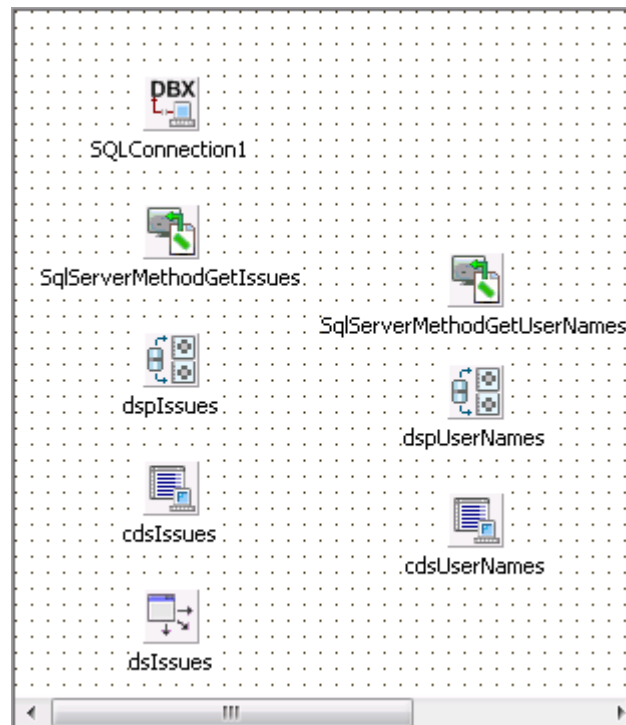 DBX
SQLConnection1
SqlServerMethodGetIssues
SqlServerMethodGetUserNames
dspIssues
dspUserNames
cdsIssues
cdsUserNames
dsIssues